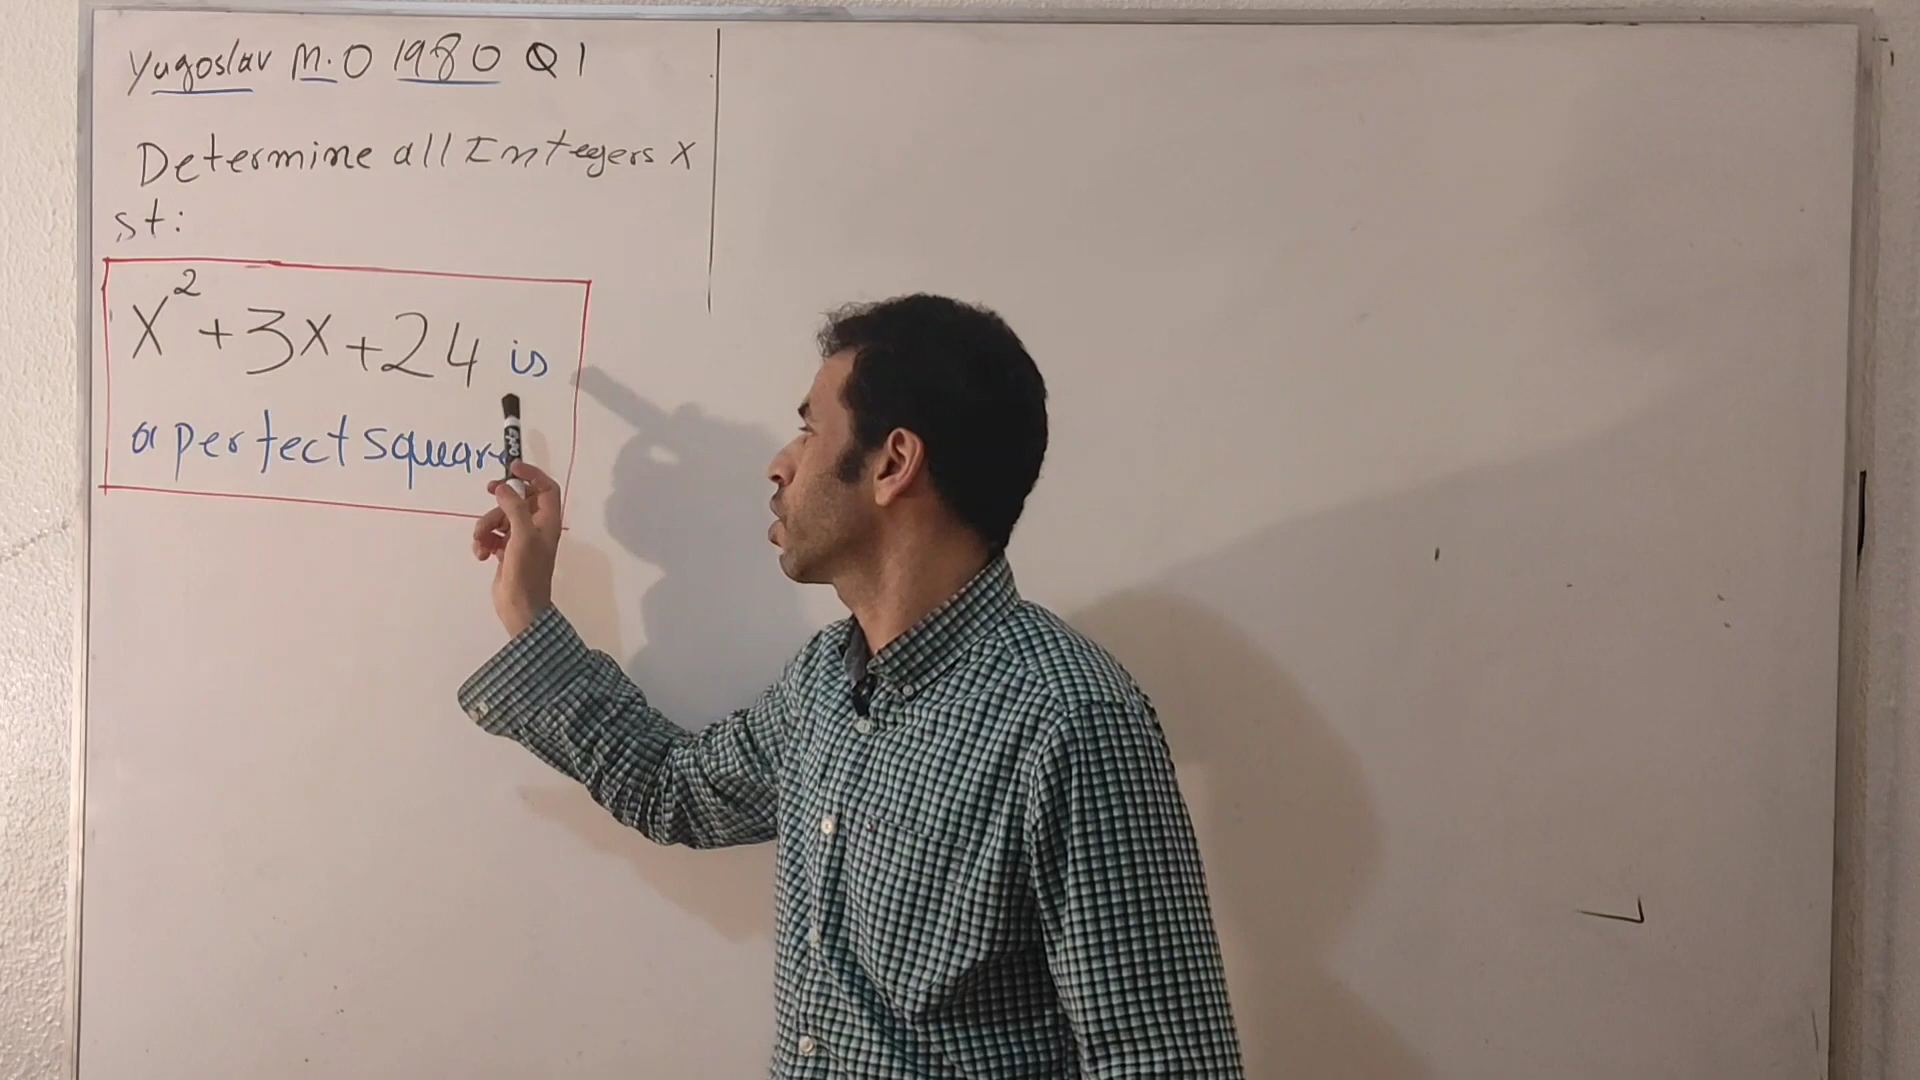 Yugoslav M.O 1980 Q1
Determine all Integers x
st:
x²+3x+24 is
a perfect square